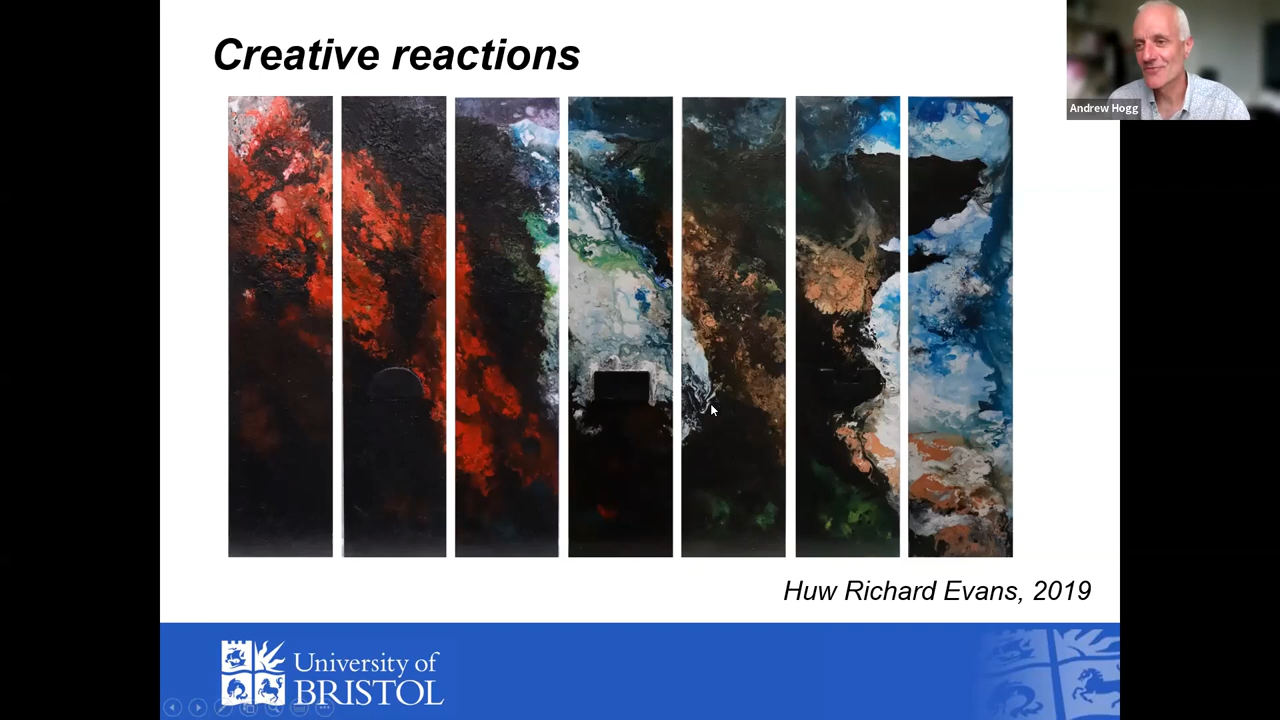 Creative reactions
Andrew Hogg
Huw Richard Evans, 2019
University of
BRISTOL